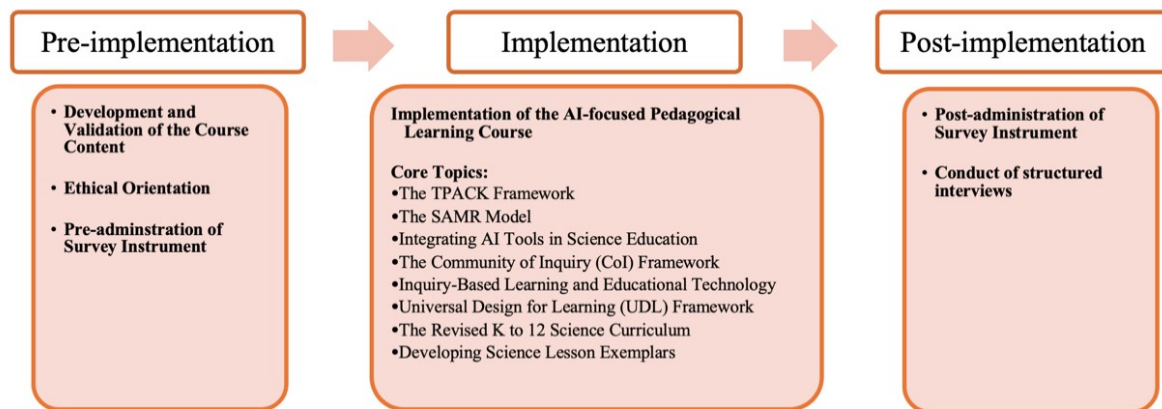 Pre-implementation
Implementation
Post-implementation
• Development and
Validation of the Course
Content
• Ethical Orientation
• Pre-adminstration of
Survey Instrument
Implementation of the AI-focused Pedagogical
Learning Course
Core Topics:
•The TPACK Framework
•The SAMR Model
•Integrating AI Tools in Science Education
•The Community of Inquiry (CoI) Framework
•Inquiry-Based Learning and Educational Technology
•Universal Design for Learning (UDL) Framework
•The Revised K to 12 Science Curriculum
•Developing Science Lesson Exemplars
• Post-administration of
Survey Instrument
• Conduct of structured
interviews